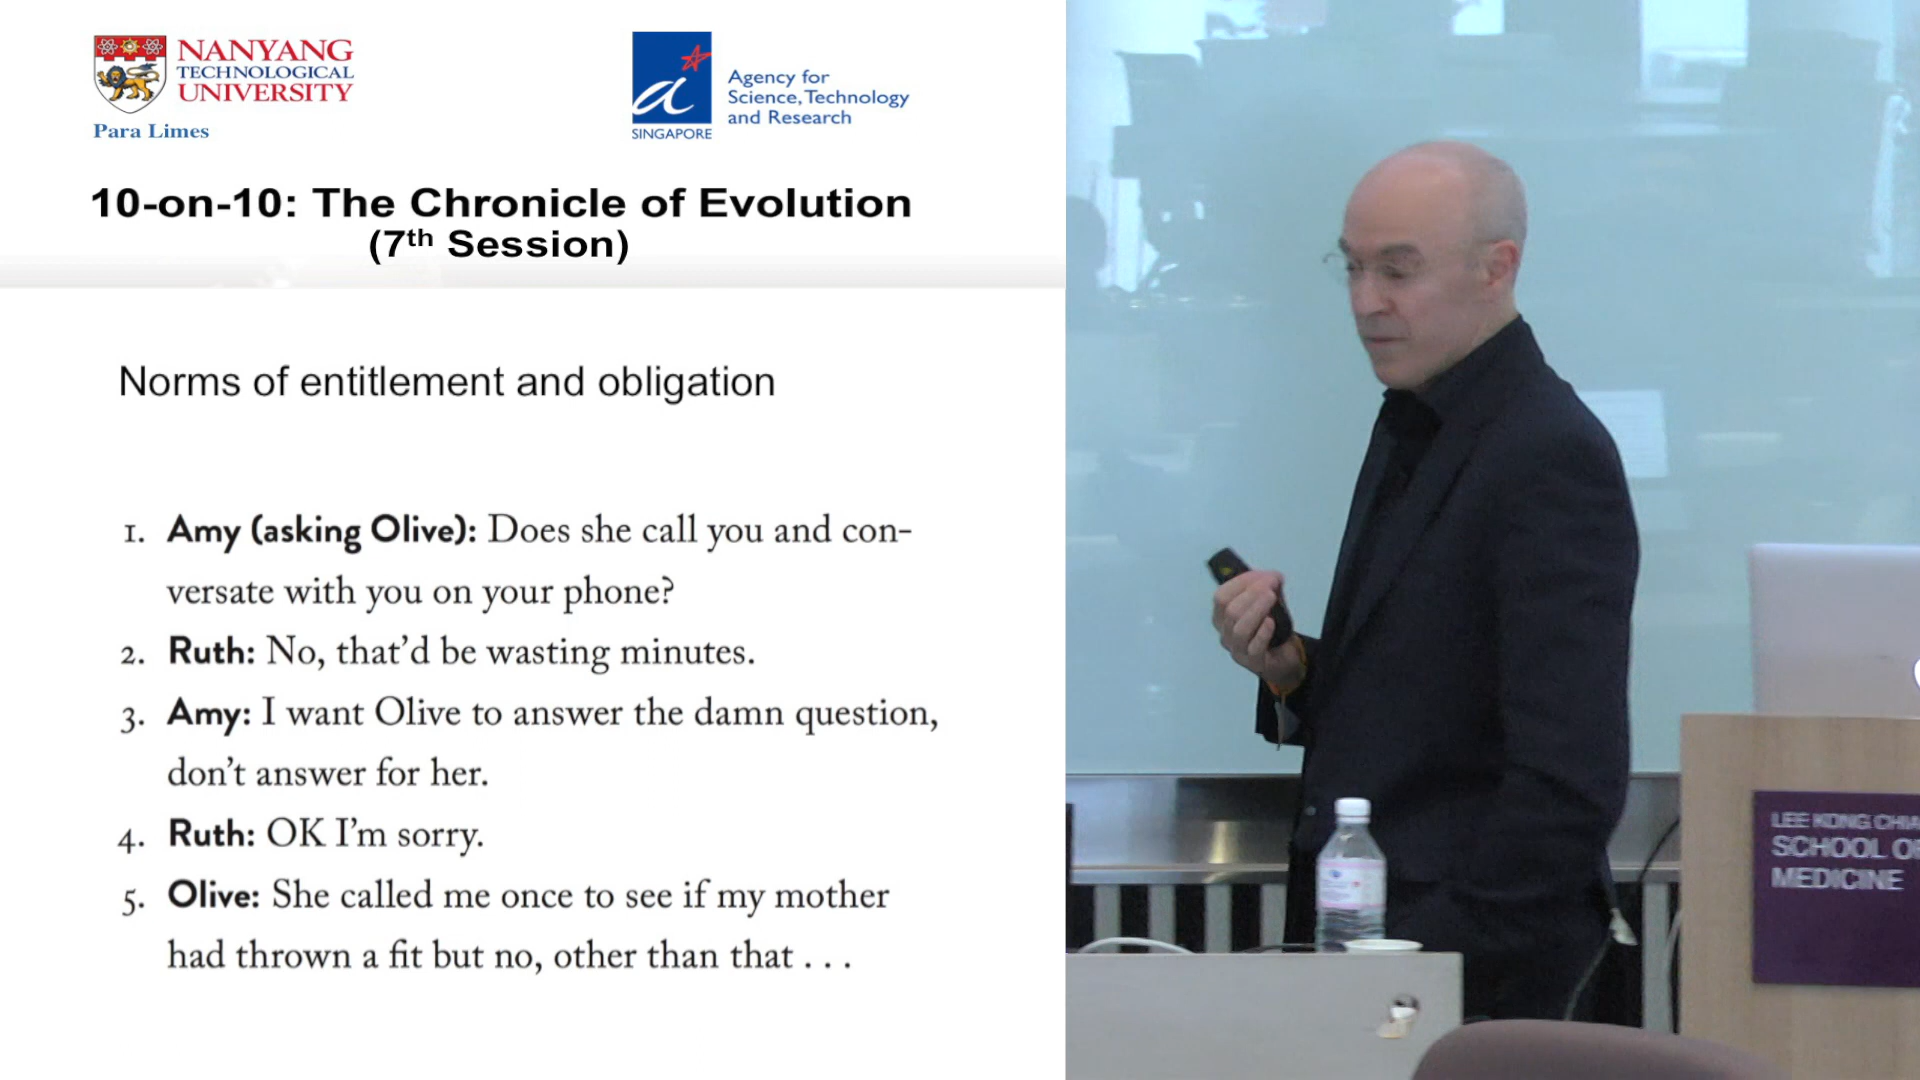 NANYANG
TECHNOLOGICAL
UNIVERSITY
Para Limes
SINGAPORE
Agency for
Science, Technology
and Research
10-on-10: The Chronicle of Evolution
(7th Session)
Norms of entitlement and obligation
1. Amy (asking Olive): Does she call you and con-
versate with you on your phone?
2. Ruth: No, that’d be wasting minutes.
3. Amy: I want Olive to answer the damn question,
don’t answer for her.
4. Ruth: OK I’m sorry.
5. Olive: She called me once to see if my mother
had thrown a fit but no, other than that . . .
LEE KONG CHIA
SCHOOL OF
MEDICINE